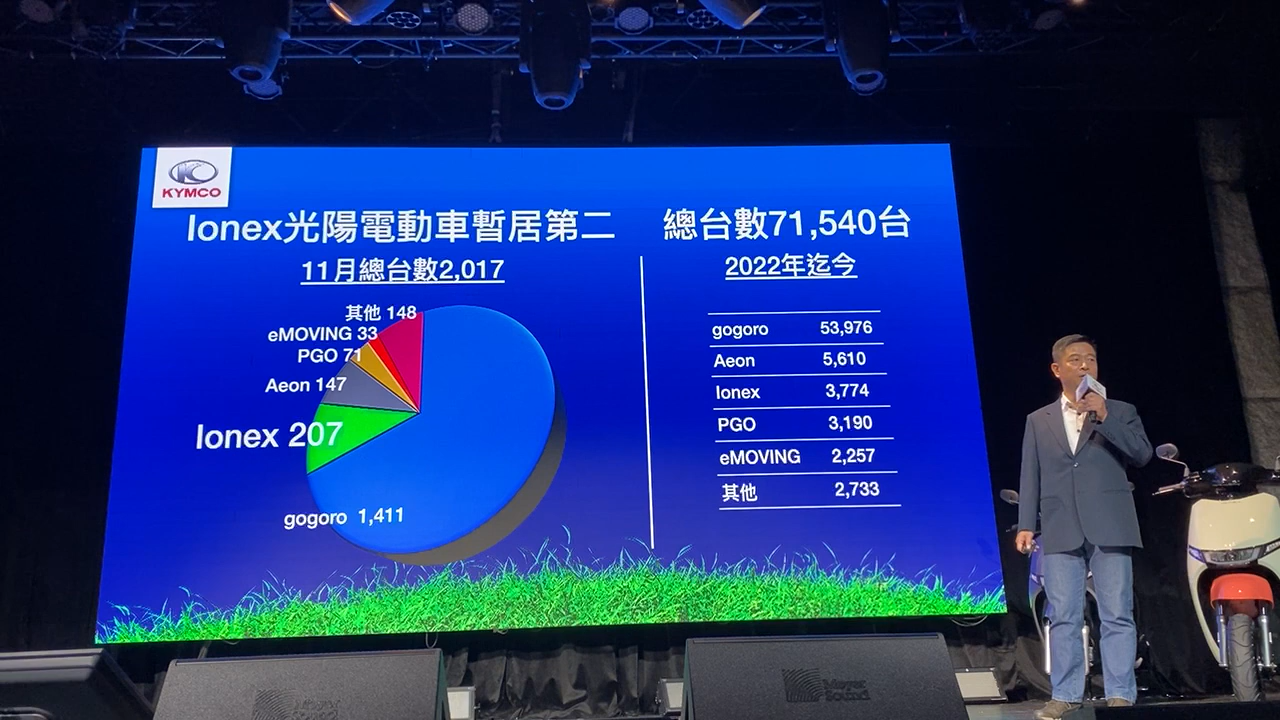 KYMCO
Ionex光陽電動車暫居第二
11月總台數2,017
其他 148
eMOVING 33
PGO 71
Aeon 147
Ionex 207
gogoro 1,411
總台數71,540台
2022年迄今
gogoro 53,976
Aeon 5,610
Ionex 3,774
PGO 3,190
eMOVING 2,257
其他 2,733
Meyer Sound